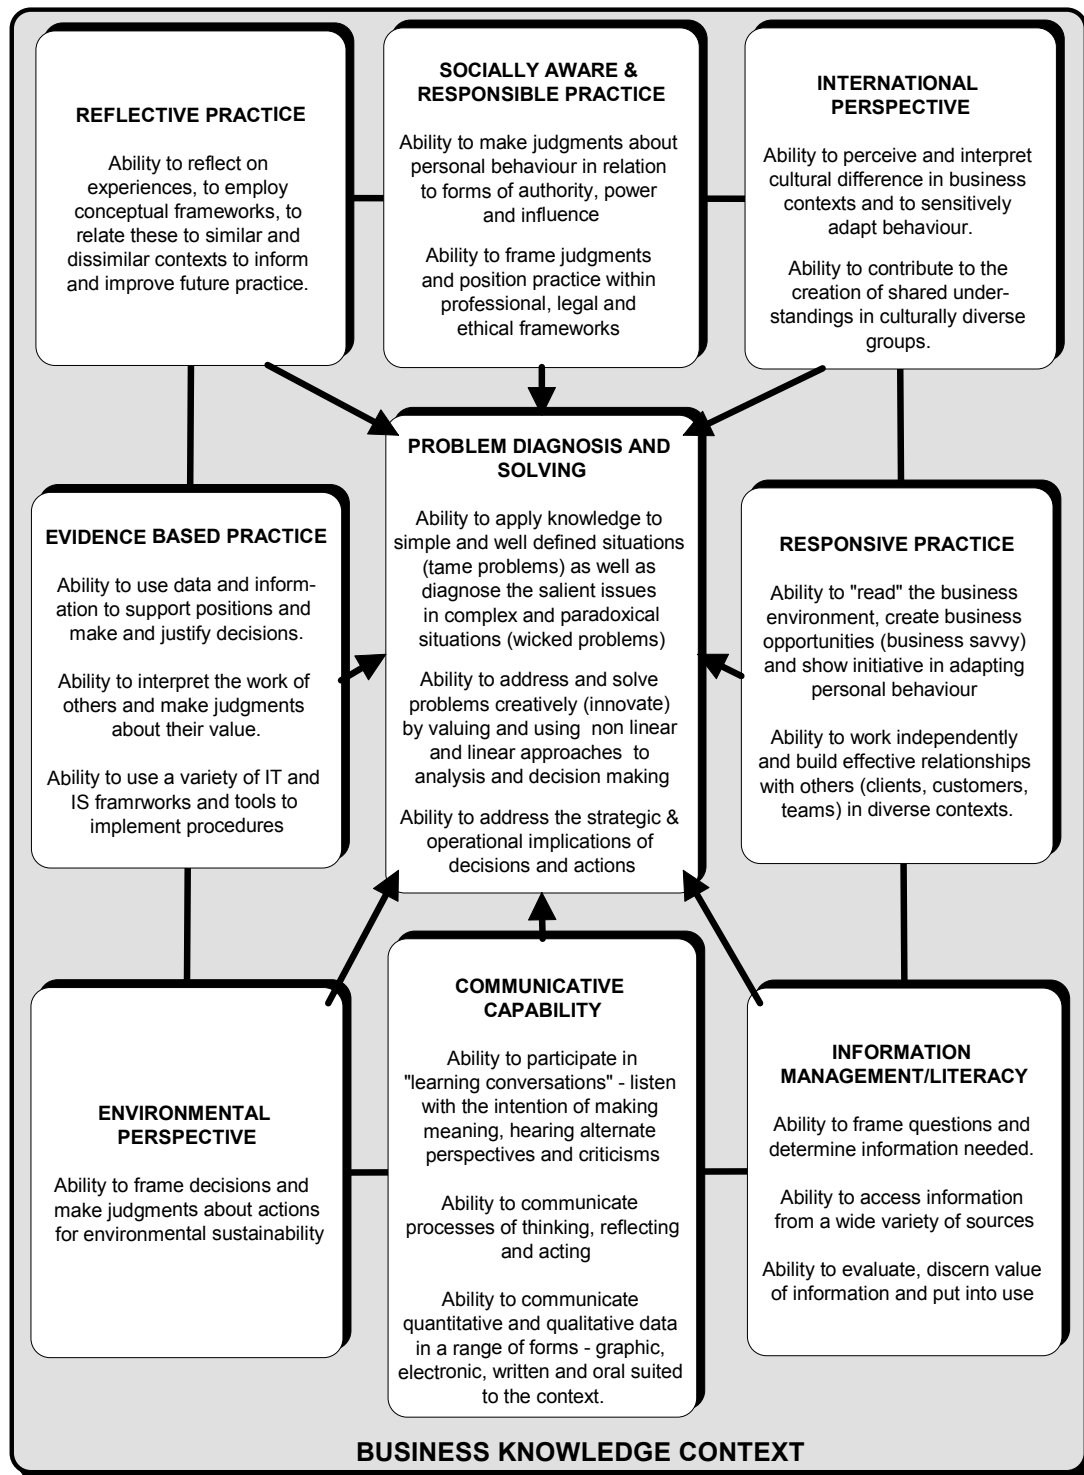 REFLECTIVE PRACTICE
Ability to reflect on
experiences, to employ
conceptual frameworks, to
relate these to similar and
dissimilar contexts to inform
and improve future practice.
SOCIALLY AWARE &
RESPONSIBLE PRACTICE
Ability to make judgments about
personal behaviour in relation
to forms of authority, power
and influence
Ability to frame judgments
and position practice within
professional, legal and
ethical frameworks
INTERNATIONAL
PERSPECTIVE
Ability to perceive and interpret
cultural difference in business
contexts and to sensitively
adapt behaviour.
Ability to contribute to the
creation of shared under-
standings in culturally diverse
groups.
EVIDENCE BASED PRACTICE
Ability to use data and inform-
ation to support positions and
make and justify decisions.
Ability to interpret the work of
others and make judgments
about their value.
Ability to use a variety of IT and
IS framrworks and tools to
implement procedures
PROBLEM DIAGNOSIS AND
SOLVING
Ability to apply knowledge to
simple and well defined situations
(tame problems) as well as
diagnose the salient issues
in complex and paradoxical
situations (wicked problems)
Ability to address and solve
problems creatively (innovate)
by valuing and using non linear
and linear approaches to
analysis and decision making
Ability to address the strategic &
operational implications of
decisions and actions
RESPONSIVE PRACTICE
Ability to "read" the business
environment, create business
opportunities (business savvy)
and show initiative in adapting
personal behaviour
Ability to work independently
and build effective relationships
with others (clients, customers,
teams) in diverse contexts.
ENVIRONMENTAL
PERSPECTIVE
Ability to frame decisions and
make judgments about actions
for environmental sustainability
COMMUNICATIVE
CAPABILITY
Ability to participate in
"learning conversations" - listen
with the intention of making
meaning, hearing alternate
perspectives and criticisms
Ability to communicate
processes of thinking, reflecting
and acting
Ability to communicate
quantitative and qualitative data
in a range of forms - graphic,
electronic, written and oral suited
to the context.
INFORMATION
MANAGEMENT/LITERACY
Ability to frame questions and
determine information needed.
Ability to access information
from a wide variety of sources
Ability to evaluate, discern value
of information and put into use
BUSINESS KNOWLEDGE CONTEXT